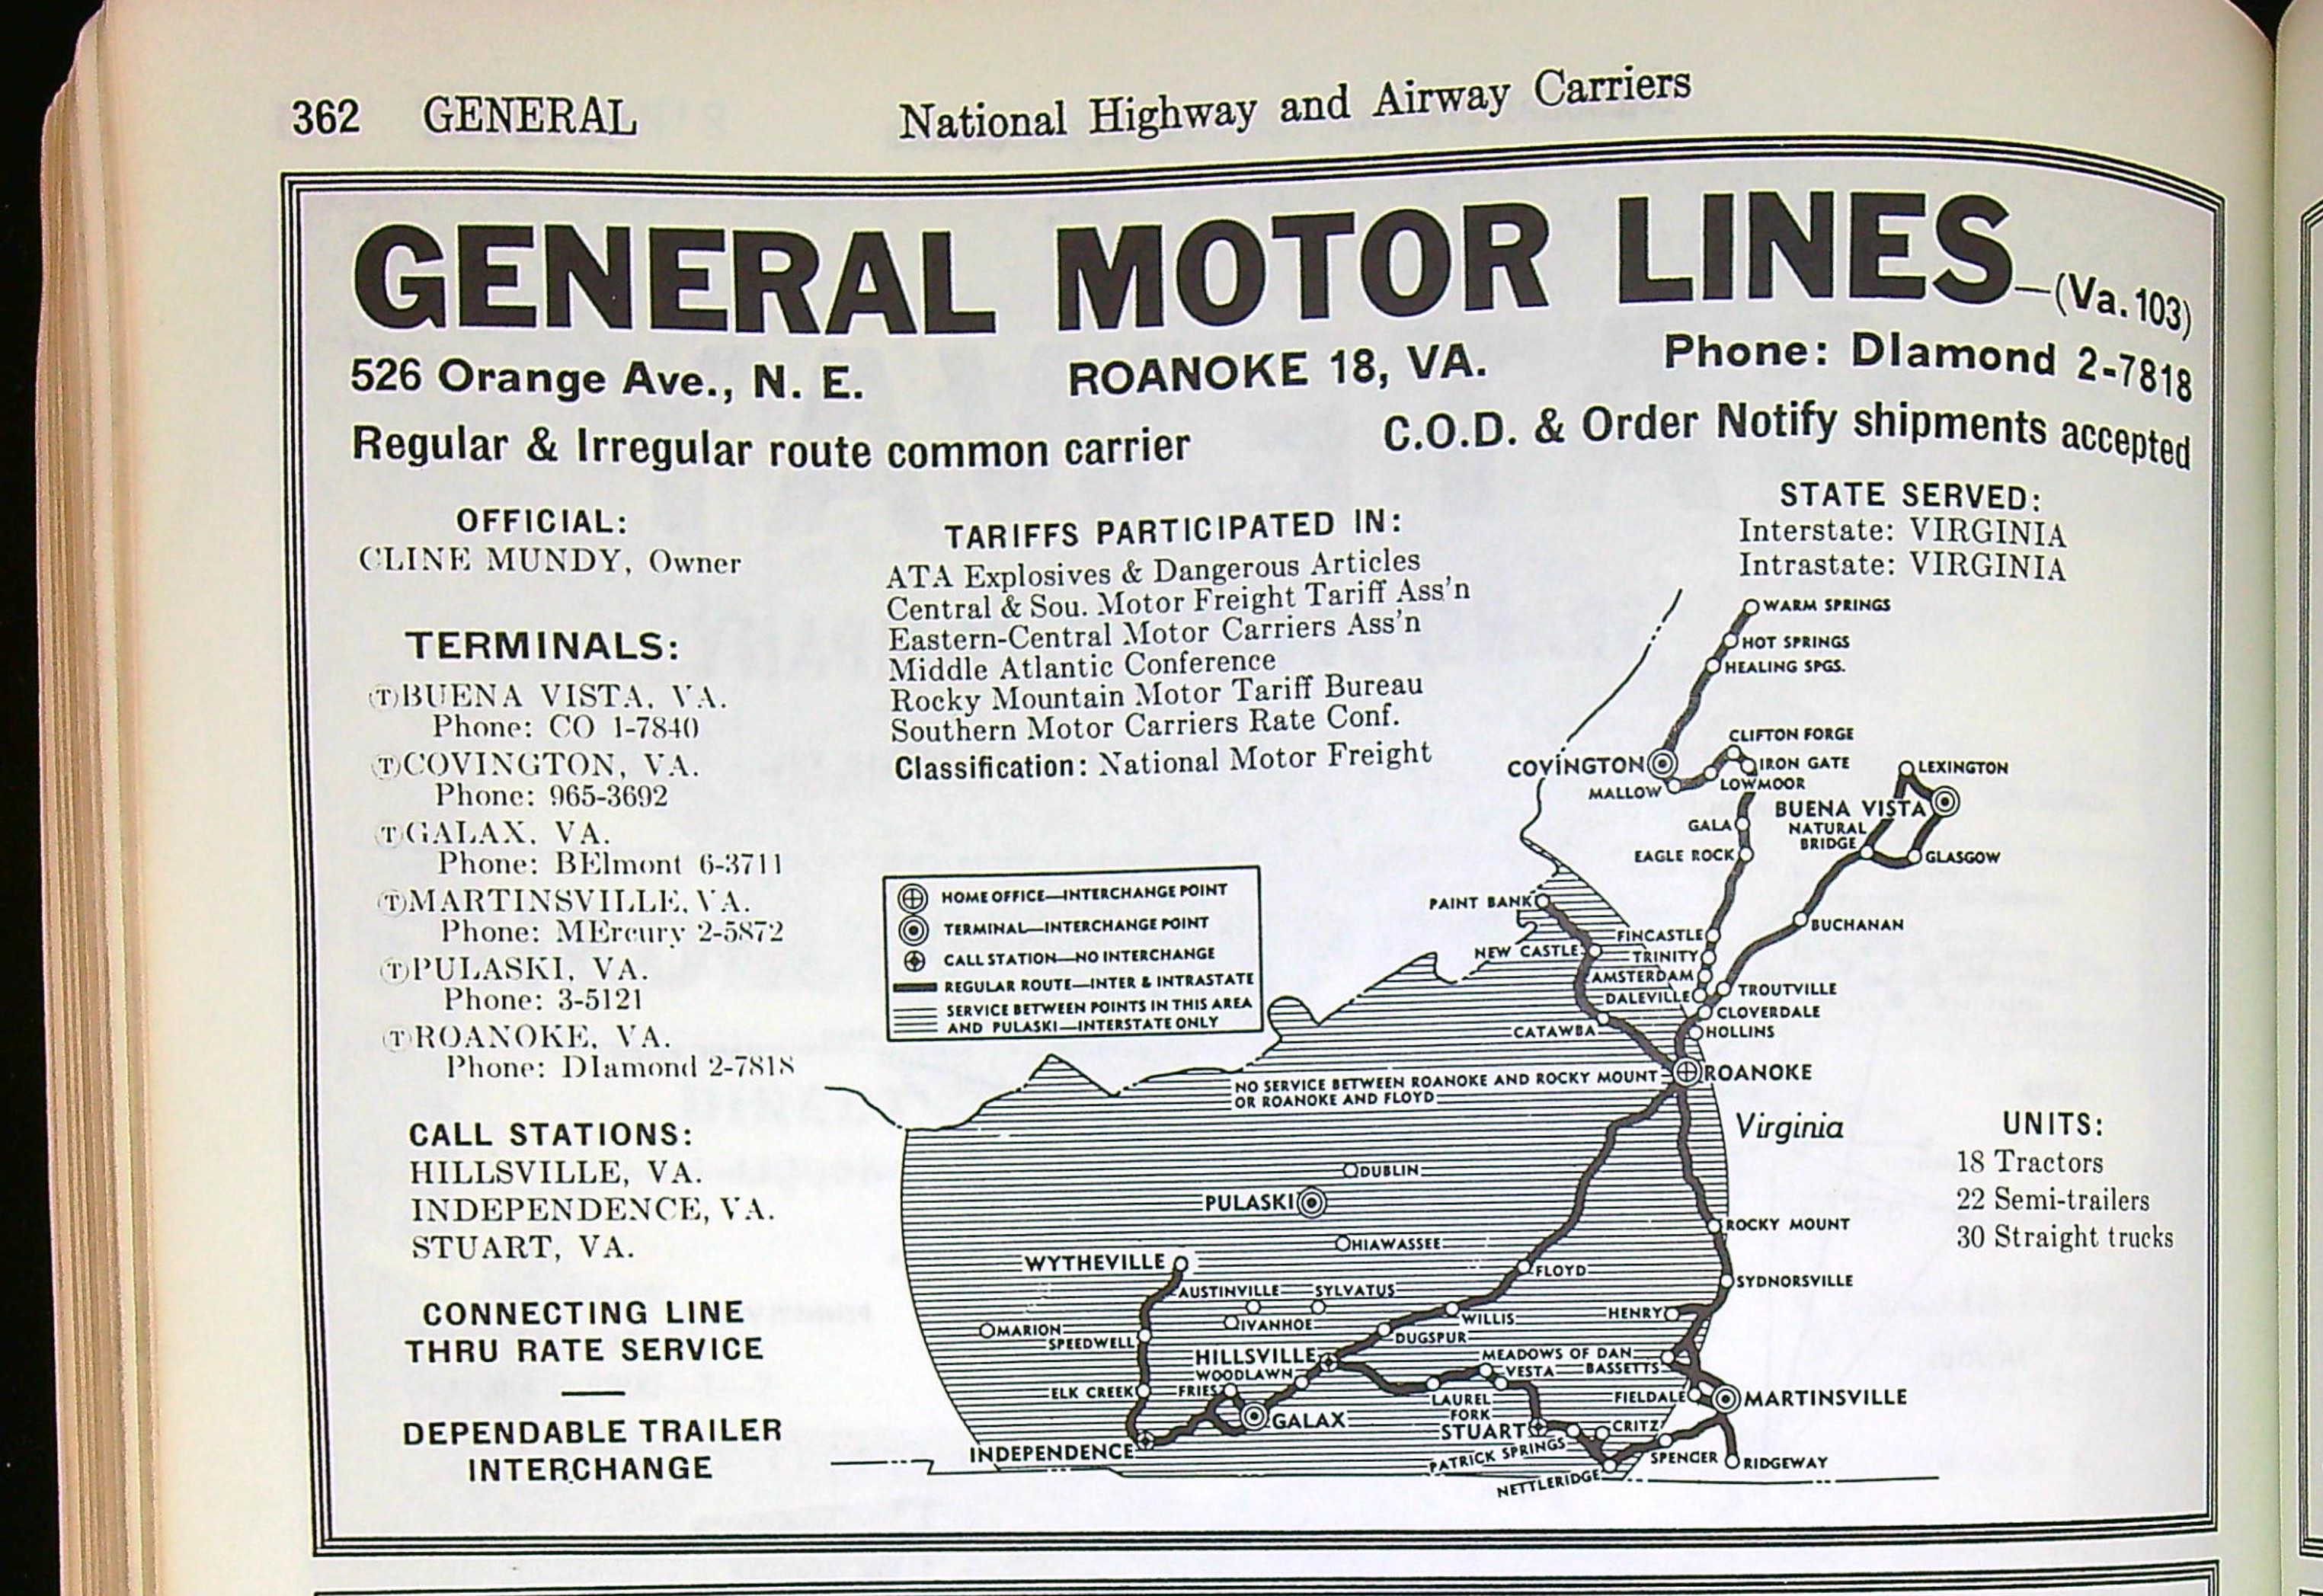 362 GENERAL National Highway and Airway Carriers
GENERAL MOTOR LINES—(Va. 103)
526 Orange Ave., N. E. ROANOKE 18, VA. Phone: DIamond 2-7818
Regular & Irregular route common carrier C.O.D. & Order Notify shipments accepted
OFFICIAL:
CLINE MUNDY, Owner
TERMINALS:
(T)BUENA VISTA, VA.
Phone: CO 1-7840
(T)COVINGTON, VA.
Phone: 965-3692
(T)GALAX, VA.
Phone: BElmont 6-3711
(T)MARTINSVILLE, VA.
Phone: MErcury 2-5872
(T)PULASKI, VA.
Phone: 3-5121
(T)ROANOKE, VA.
Phone: DIamond 2-7818
CALL STATIONS:
HILLSVILLE, VA.
INDEPENDENCE, VA.
STUART, VA.
CONNECTING LINE
THRU RATE SERVICE
DEPENDABLE TRAILER
INTERCHANGE
TARIFFS PARTICIPATED IN:
ATA Explosives & Dangerous Articles
Central & Sou. Motor Freight Tariff Ass'n
Eastern-Central Motor Carriers Ass'n
Middle Atlantic Conference
Rocky Mountain Motor Tariff Bureau
Southern Motor Carriers Rate Conf.
Classification: National Motor Freight
STATE SERVED:
Interstate: VIRGINIA
Intrastate: VIRGINIA
HOME OFFICE—INTERCHANGE POINT
TERMINAL—INTERCHANGE POINT
CALL STATION—NO INTERCHANGE
REGULAR ROUTE—INTER & INTRASTATE
SERVICE BETWEEN POINTS IN THIS AREA
AND PULASKI—INTERSTATE ONLY
WARM SPRINGS
HOT SPRINGS
HEALING SPGS.
CLIFTON FORGE
COVINGTON
IRON GATE
LEXINGTON
MALLOW
LOWMOOR
BUENA VISTA
GALA
NATURAL
BRIDGE
EAGLE ROCK
GLASGOW
PAINT BANK
BUCHANAN
FINCASTLE
NEW CASTLE
TRINITY
AMSTERDAM
DALEVILLE
TROUTVILLE
CLOVERDALE
CATAWBA
HOLLINS
NO SERVICE BETWEEN ROANOKE AND ROCKY MOUNT
OR ROANOKE AND FLOYD
ROANOKE
Virginia
DUBLIN
PULASKI
ROCKY MOUNT
HIAWASSEE
WYTHEVILLE
FLOYD
SYDNORSVILLE
AUSTINVILLE
SYLVATUS
HENRY
WILLIS
IVANHOE
MARION
SPEEDWELL
DUGSPUR
HILLSVILLE
MEADOWS OF DAN
WOODLAWN
VESTA
BASSETTS
ELK CREEK
FRIES
LAUREL
FORK
FIELDALE
MARTINSVILLE
GALAX
STUART
CRITZ
INDEPENDENCE
PATRICK SPRINGS
SPENCER
RIDGEWAY
NETTLERIDGE
UNITS:
18 Tractors
22 Semi-trailers
30 Straight trucks